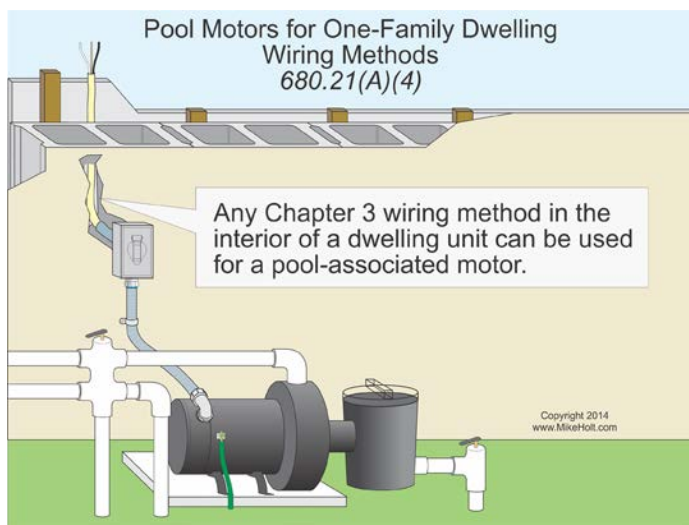 Pool Motors for One-Family Dwelling
Wiring Methods
680.21(A)(4)
Any Chapter 3 wiring method in the
interior of a dwelling unit can be used
for a pool-associated motor.
Copyright 2014
www.MikeHolt.com